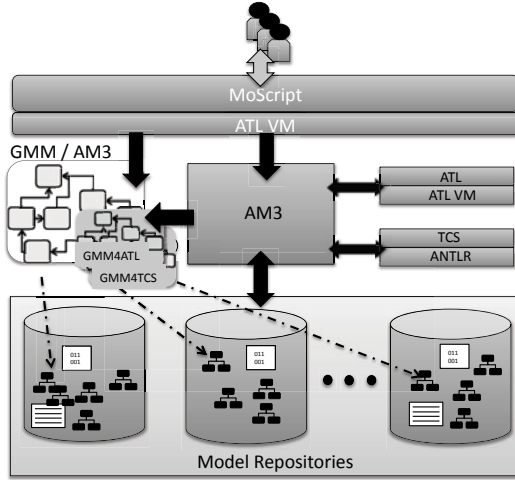 MoScript
ATL VM
GMM / AM3
AM3
ATL
ATL VM
TCS
ANTLR
GMM4ATL
GMM4TCS
011
001
011
001
011
001
Model Repositories